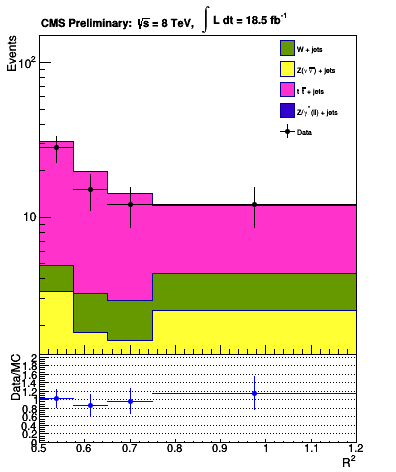 CMS Preliminary: √s = 8 TeV, ∫ L dt = 18.5 fb⁻¹
Events
10²
10
W + jets
Z(ν ν̅) + jets
t t̅ + jets
Z/γ*(ll) + jets
Data
Data/MC
2
1.8
1.6
1.4
1.2
1
0.8
0.6
0.4
0.2
0
0.5 0.6 0.7 0.8 0.9 1 1.1 1.2
R²